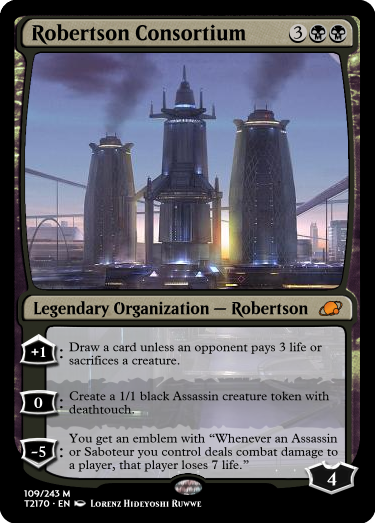 Robertson Consortium 3
Legendary Organization — Robertson
+1: Draw a card unless an opponent pays 3 life or
sacrifices a creature.
0: Create a 1/1 black Assassin creature token with
deathtouch.
-5: You get an emblem with “Whenever an Assassin
or Saboteur you control deals combat damage to
a player, that player loses 7 life.”
4
109/243 M
T2170 · EN Lorenz Hideyoshi Ruwwe